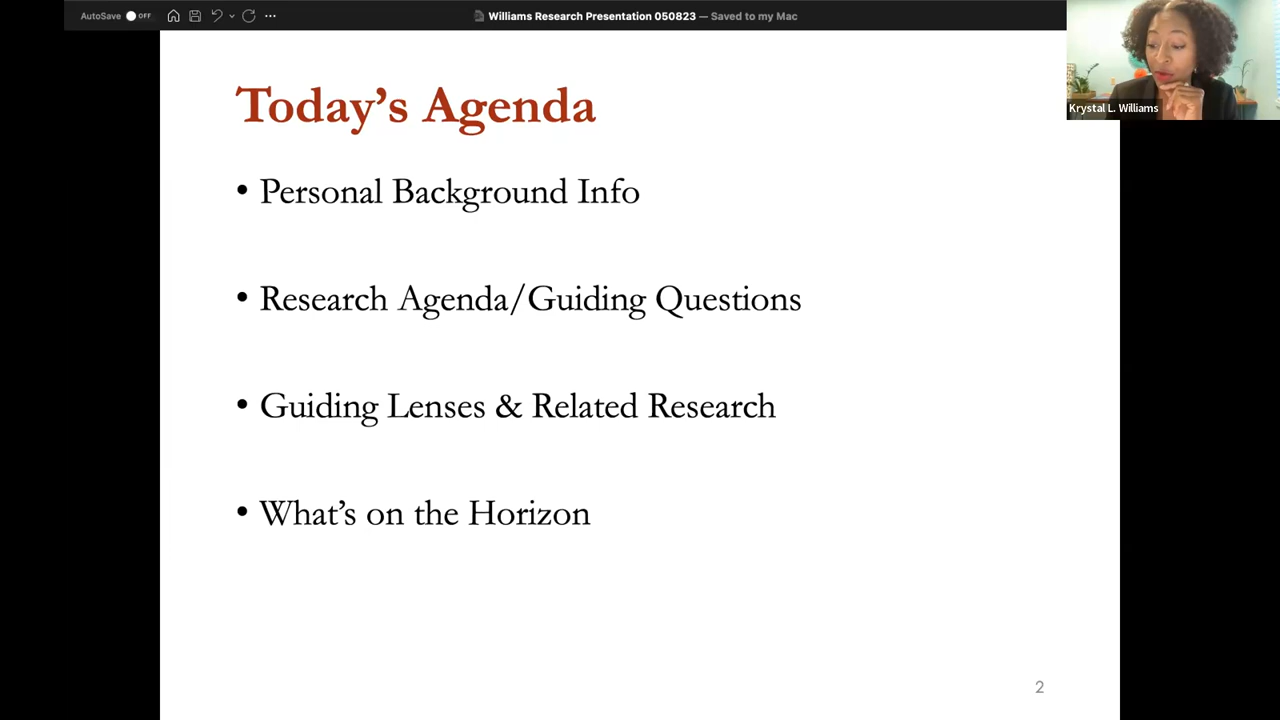 AutoSave OFF
Williams Research Presentation 050823 — Saved to my Mac
Krystal L. Williams
Today’s Agenda
• Personal Background Info
• Research Agenda/Guiding Questions
• Guiding Lenses & Related Research
• What’s on the Horizon
2